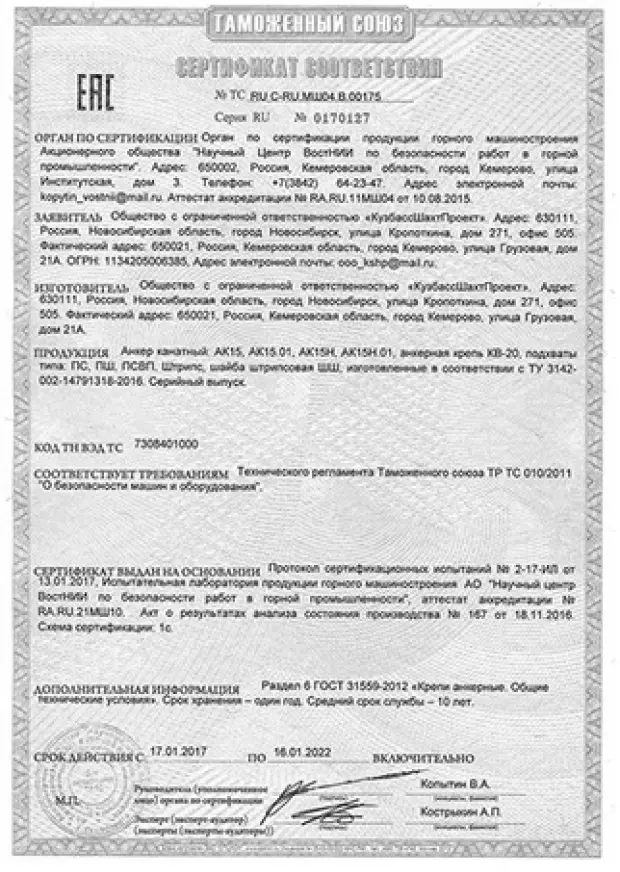 ТАМОЖЕННЫЙ СОЮЗ
СЕРТИФИКАТ СООТВЕТСТВИЯ
ЕАС
№ ТС RU C-RU.МШ04.В.00175
Серия RU № 0170127
ОРГАН ПО СЕРТИФИКАЦИИ Орган по сертификации продукции горного машиностроения
Акционерного общества "Научный Центр ВостНИИ по безопасности работ в горной
промышленности". Адрес: 650002, Россия, Кемеровская область, город Кемерово, улица
Институтская, дом 3. Телефон: +7(3842) 64-23-47. Адрес электронной почты:
kopytin_vostnii@mail.ru. Аттестат аккредитации № RA.RU.11МШ04 от 10.08.2015.
ЗАЯВИТЕЛЬ Общество с ограниченной ответственностью «КузбассШахтПроект». Адрес: 630111,
Россия, Новосибирская область, город Новосибирск, улица Кропоткина, дом 271, офис 505.
Фактический адрес: 650021, Россия, Кемеровская область, город Кемерово, улица Грузовая, дом
21А. ОГРН: 1134205006385, Адрес электронной почты: ooo_kshp@mail.ru;
ИЗГОТОВИТЕЛЬ Общество с ограниченной ответственностью «КузбассШахтПроект». Адрес:
630111, Россия, Новосибирская область, город Новосибирск, улица Кропоткина, дом 271, офис
505. Фактический адрес: 650021, Россия, Кемеровская область, город Кемерово, улица Грузовая,
дом 21А.
ПРОДУКЦИЯ Анкер канатный: АК15, АК15.01, АК15Н, АК15Н.01, анкерная крепь КВ-20, подхваты
типа: ПС, ПШ, ПСВП, Штрипс, шайба штрипсовая ШШ, изготовленные в соответствии с ТУ 3142-
002-14791318-2016. Серийный выпуск.
КОД ТН ВЭД ТС 7308401000
СООТВЕТСТВУЕТ ТРЕБОВАНИЯМ Технического регламента Таможенного союза ТР ТС 010/2011
"О безопасности машин и оборудования".
СЕРТИФИКАТ ВЫДАН НА ОСНОВАНИИ Протокол сертификационных испытаний № 2-17-ИЛ от
13.01.2017, Испытательная лаборатория продукции горного машиностроения АО "Научный центр
ВостНИИ по безопасности работ в горной промышленности", аттестат аккредитации №
RA.RU.21МШ10. Акт о результатах анализа состояния производства № 167 от 18.11.2016.
Схема сертификации: 1с.
ДОПОЛНИТЕЛЬНАЯ ИНФОРМАЦИЯ Раздел 6 ГОСТ 31559-2012 «Крепи анкерные. Общие
технические условия». Срок хранения – один год. Средний срок службы – 10 лет.
СРОК ДЕЙСТВИЯ С 17.01.2017 ПО 16.01.2022 ВКЛЮЧИТЕЛЬНО
М.П.
Руководитель (уполномоченное
лицо) органа по сертификации
(подпись)
Копытин В.А.
(инициалы, фамилия)
Эксперт (эксперт-аудитор)
(эксперты (эксперты-аудиторы))
(подпись)
Кострыкин А.П.
(инициалы, фамилия)